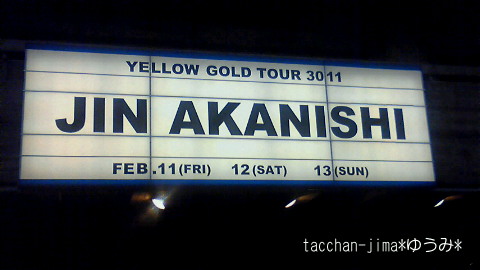 YELLOW GOLD TOUR 3011
JIN AKANISHI
FEB.11(FRI) 12(SAT) 13(SUN)
tacchan-jima*ゆうみ*